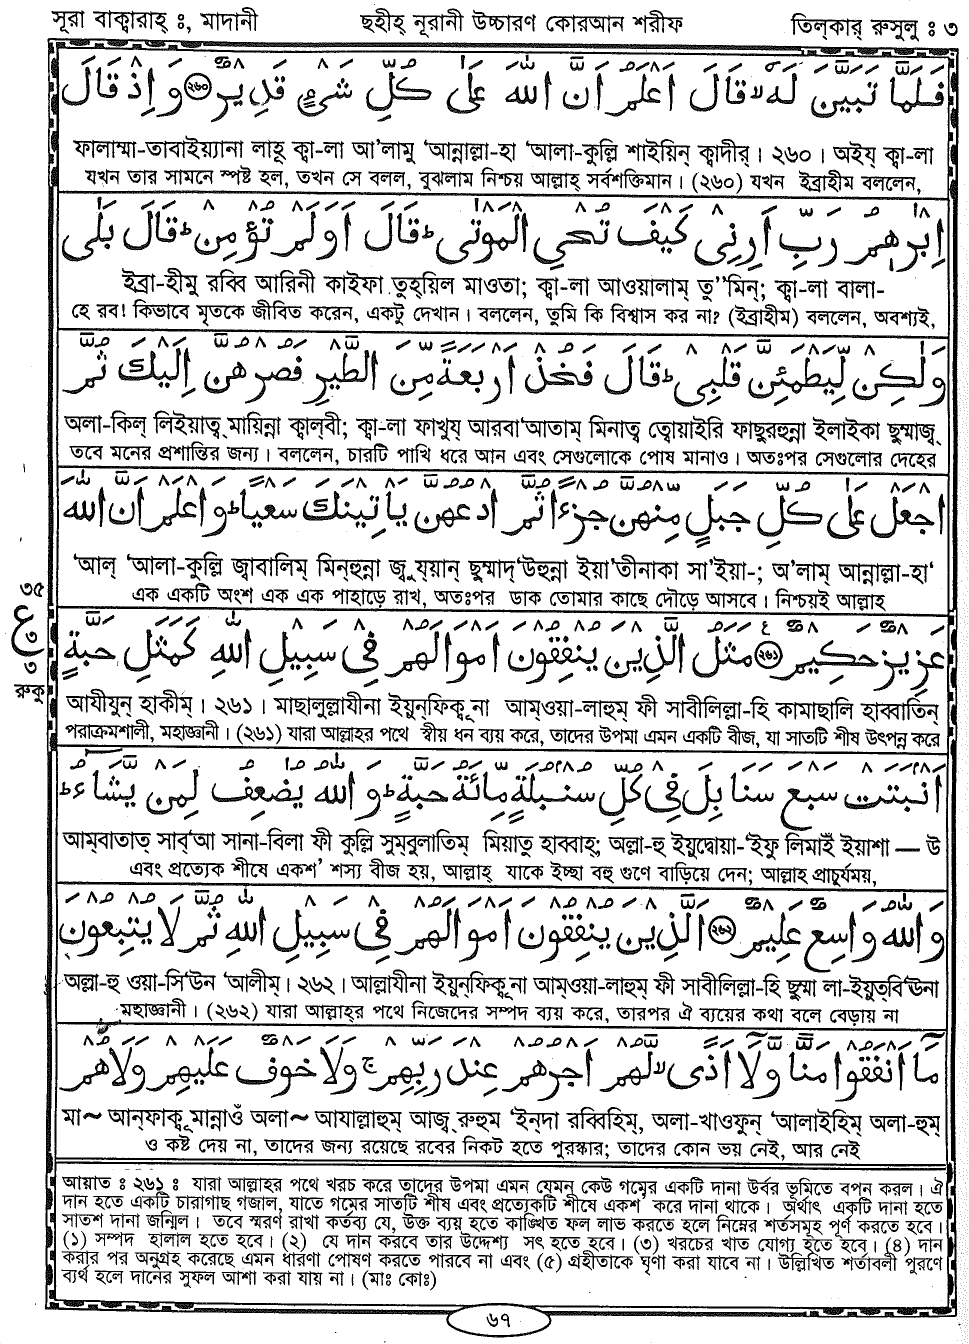 সূরা বাক্বারাহ্ ঃ, মাদানী ছহীহ্ নূরানী উচ্চারণ কোরআন শরীফ তিল্‌কার্ রুসুলু ঃ ৩
فَلَمَّا تَبَيَّنَ لَهٗ ۙ قَالَ اَعْلَمُ اَنَّ اللّٰهَ عَلٰى كُلِّ شَىْءٍ قَدِيْرٌ ﴿۲۶۰﴾ وَاِذْ قَالَ
ফালাম্মা-তাবাইয়্যানা লাহূ ক্বা-লা আ'লামু 'আন্নাল্লা-হা 'আলা-কুল্লি শাইয়িন্ ক্বাদীর্। ২৬০। অইয্ ক্বা-লা
যখন তার সামনে স্পষ্ট হল, তখন সে বলল, বুঝলাম নিশ্চয় আল্লাহ্ সর্বশক্তিমান। (২৬০) যখন ইব্রাহীম বললেন,
اِبْرٰهٖمُ رَبِّ اَرِنِىْ كَيْفَ تُحْىِ الْمَوْتٰى ؕ قَالَ اَوَلَمْ تُؤْمِنْ ؕ قَالَ بَلٰى
ইব্রা-হীমু রব্বি আরিনী কাইফা তুহ্য়িল মাওতা; ক্বা-লা আওয়ালাম্ তু''মিন্; ক্বা-লা বালা-
হে রব! কিভাবে মৃতকে জীবিত করেন, একটু দেখান। বললেন, তুমি কি বিশ্বাস কর না? (ইব্রাহীম) বললেন, অবশ্যই,
وَلٰكِنْ لِّيَطْمَئِنَّ قَلْبِىْ ؕ قَالَ فَخُذْ اَرْبَعَةً مِّنَ الطَّيْرِ فَصُرْهُنَّ اِلَيْكَ ثُمَّ
অলা-কিল্ লিইয়াত্ব্ মায়িন্না ক্বাল্‌বী; ক্বা-লা ফাখুয্ আরবা'আতাম্ মিনাত্ব ত্বোয়াইরি ফাছুরহুন্না ইলাইকা ছুম্মাজ্ব্
তবে মনের প্রশান্তির জন্য। বললেন, চারটি পাখি ধরে আন এবং সেগুলোকে পোষ মানাও। অতঃপর সেগুলোর দেহের
اجْعَلْ عَلٰى كُلِّ جَبَلٍ مِّنْهُنَّ جُزْءًا ثُمَّ ادْعُهُنَّ يَاْتِيْنَكَ سَعْيًا ؕ وَاعْلَمْ اَنَّ اللّٰهَ
'আল্ 'আলা-কুল্লি জ্বাবালিম্ মিন্‌হুন্না জ্বু্য্‌য়ান্ ছুম্মাদ্'উহুন্না ইয়া'তীনাকা সা'ইয়া-; অ'লাম্ আন্নাল্লা-হা'
এক একটি অংশ এক এক পাহাড়ে রাখ, অতঃপর ডাক তোমার কাছে দৌড়ে আসবে। নিশ্চয়ই আল্লাহ্
৩৫
ع
৩
৩
রুকু
عَزِيْزٌ حَكِيْمٌ ﴿۲۶۱﴾ مَثَلُ الَّذِيْنَ يُنْفِقُوْنَ اَمْوَالَهُمْ فِىْ سَبِيْلِ اللّٰهِ كَمَثَلِ حَبَّةٍ
আযীযুন্ হাকীম্। ২৬১। মাছালুল্লাযীনা ইয়ুন্‌ফিক্বূনা আম্‌ওয়া-লাহুম্ ফী সাবীলিল্লা-হি কামাছালি হাব্বাতিন্
পরাক্রমশালী, মহাজ্ঞানী। (২৬১) যারা আল্লাহর পথে স্বীয় ধন ব্যয় করে, তাদের উপমা এমন একটি বীজ, যা সাতটি শীষ উৎপন্ন করে
اَنْۢبَتَتْ سَبْعَ سَنَابِلَ فِىْ كُلِّ سُنْۢبُلَةٍ مِّائَةُ حَبَّةٍ ؕ وَاللّٰهُ يُضٰعِفُ لِمَنْ يَّشَآءُ ؕ
আম্‌বাতাত্ সাব্'আ সানা-বিলা ফী কুল্লি সুম্‌বুলাতিম্ মিয়াতু হাব্বাহ্; অল্লা-হু ইয়ুদ্বোয়া-'ইফু লিমাইঁ ইয়াশা — উ
এবং প্রত্যেক শীষে একশ' শস্য বীজ হয়, আল্লাহ্ যাকে ইচ্ছা বহু গুণে বাড়িয়ে দেন; আল্লাহ প্রাচুর্যময়,
وَاللّٰهُ وَاسِعٌ عَلِيْمٌ ﴿۲۶۲﴾ اَلَّذِيْنَ يُنْفِقُوْنَ اَمْوَالَهُمْ فِىْ سَبِيْلِ اللّٰهِ ثُمَّ لَا يُتْبِعُوْنَ
অল্লা-হু ওয়া-সি'উন 'আলীম্। ২৬২। আল্লাযীনা ইয়ুন্‌ফিক্বূনা আম্‌ওয়া-লাহুম্ ফী সাবীলিল্লা-হি ছুম্মা লা-ইয়ুত্‌বি'ঊনা
মহাজ্ঞানী। (২৬২) যারা আল্লাহ্‌র পথে নিজেদের সম্পদ ব্যয় করে, তারপর ঐ ব্যয়ের কথা বলে বেড়ায় না
مَآ اَنْفَقُوْا مَنًّا وَّلَآ اَذًى ۙ لَّهُمْ اَجْرُهُمْ عِنْدَ رَبِّهِمْ ۚ وَلَا خَوْفٌ عَلَيْهِمْ وَلَا هُمْ
মা~ আন্‌ফাক্বূ মান্নাওঁ অলা~ আযাল্লাহুম্ আজ্ব্ রুহুম 'ইন্‌দা রব্বিহিম্, অলা-খাওফুন্ 'আলাইহিম্ অলা-হুম্
ও কষ্ট দেয় না, তাদের জন্য রয়েছে রবের নিকট হতে পুরস্কার; তাদের কোন ভয় নেই, আর নেই
আয়াত ঃ ২৬১ ঃ যারা আল্লাহর পথে খরচ করে তাদের উপমা এমন যেমন কেউ গমের একটি দানা উর্বর ভূমিতে বপন করল। ঐ
দান হতে একটি চারাগাছ গজাল, যাতে গমের সাতটি শীষ এবং প্রত্যেকটি শীষে একশ' করে দানা থাকে। অর্থাৎ একটি দানা হতে
সাতশ দানা জন্মিল। তবে স্মরণ রাখা কর্তব্য যে, উক্ত ব্যয় হতে কাঙ্খিত ফল লাভ করতে হলে নিম্নের শর্তসমূহ পূর্ণ করতে হবে।
(১) সম্পদ হালাল হতে হবে। (২) যে দান করবে তার উদ্দেশ্য সৎ হতে হবে। (৩) খরচের খাত যোগ্য হতে হবে। (৪) দান
করার পর অনুগ্রহ করেছে এমন ধারণা পোষণ করতে পারবে না এবং (৫) গ্রহীতাকে ঘৃণা করা যাবে না। উল্লিখিত শর্তাবলী পুরণে
ব্যর্থ হলে দানের সুফল আশা করা যায় না। (মাঃ কোঃ)
৬৭